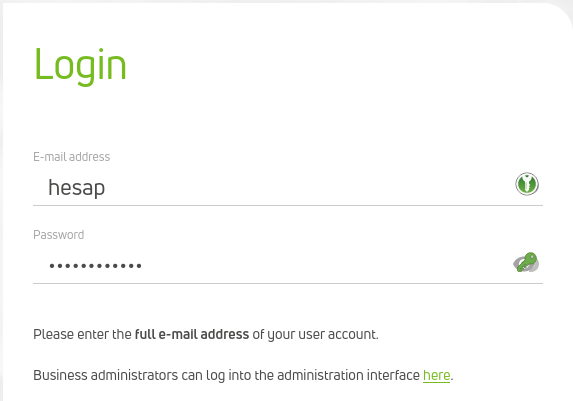 Login
E-mail address
hesap
Password
••••••••••••
Please enter the full e-mail address of your user account.
Business administrators can log into the administration interface here.